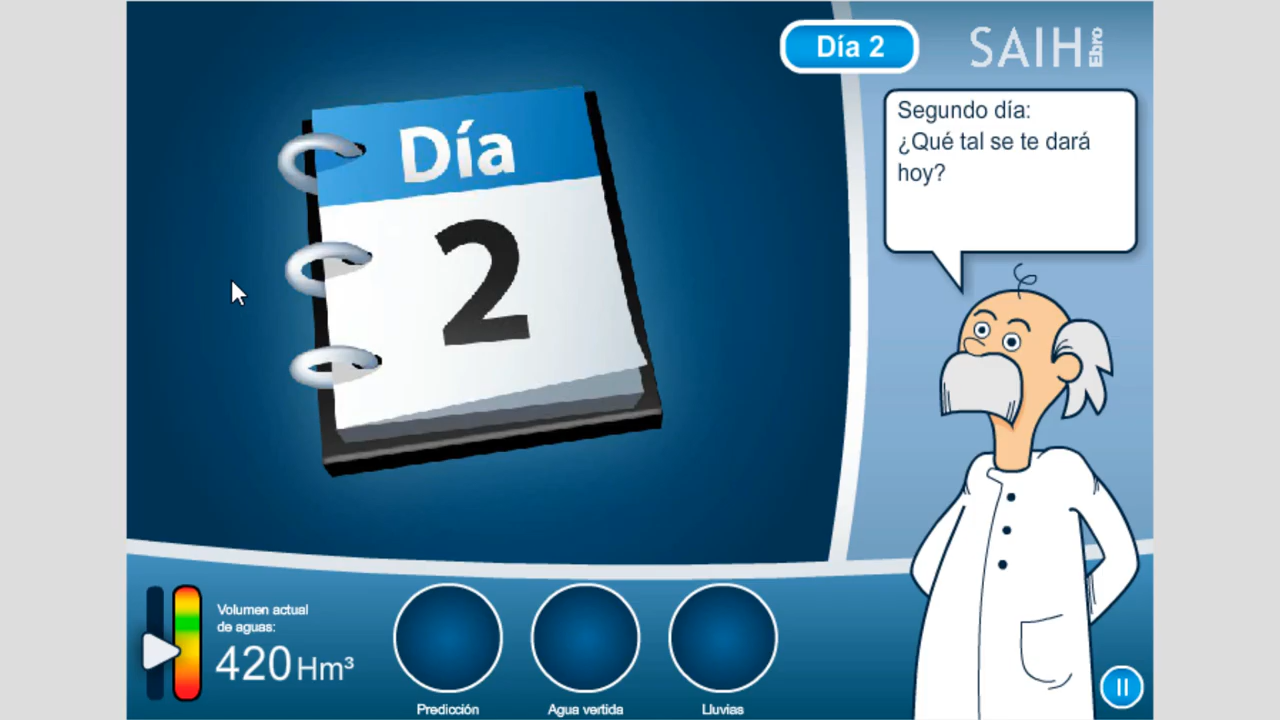 Día 2
SAIH Ebro
Segundo día:
¿Qué tal se te dará
hoy?
Día
2
Volumen actual
de aguas:
420 Hm³
Predicción
Agua vertida
Lluvias